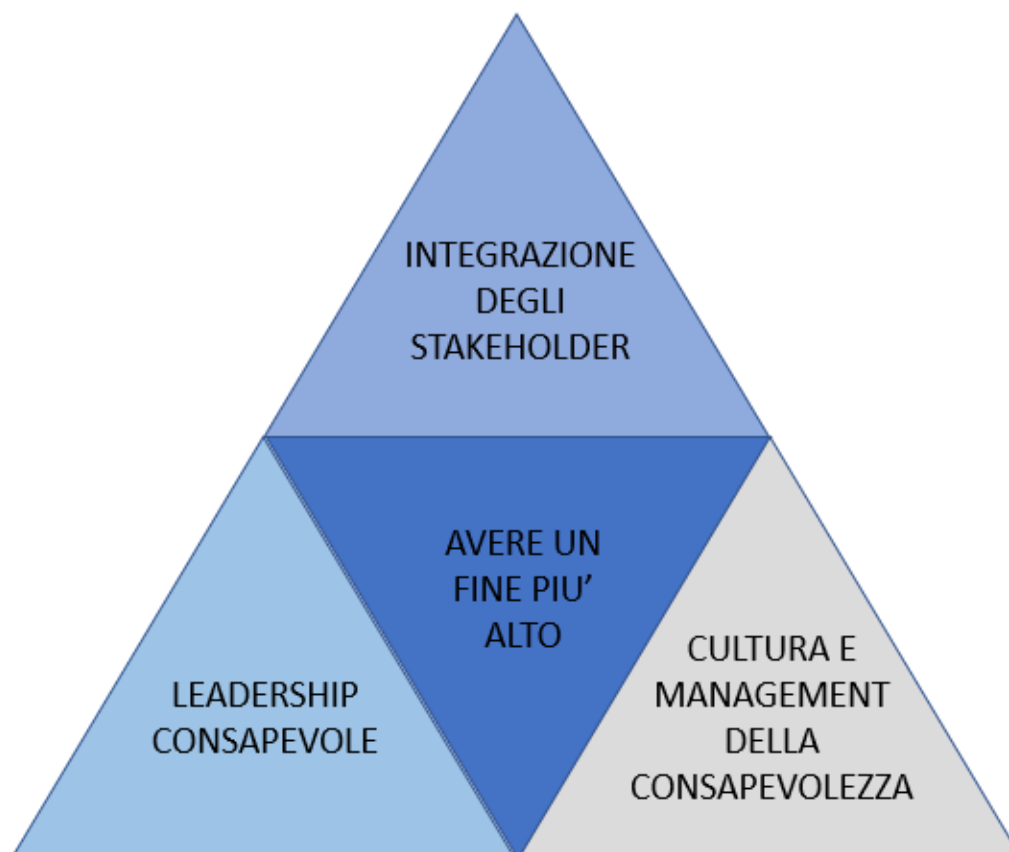 INTEGRAZIONE
DEGLI
STAKEHOLDER
AVERE UN
FINE PIU’
ALTO
LEADERSHIP
CONSAPEVOLE
CULTURA E
MANAGEMENT
DELLA
CONSAPEVOLEZZA